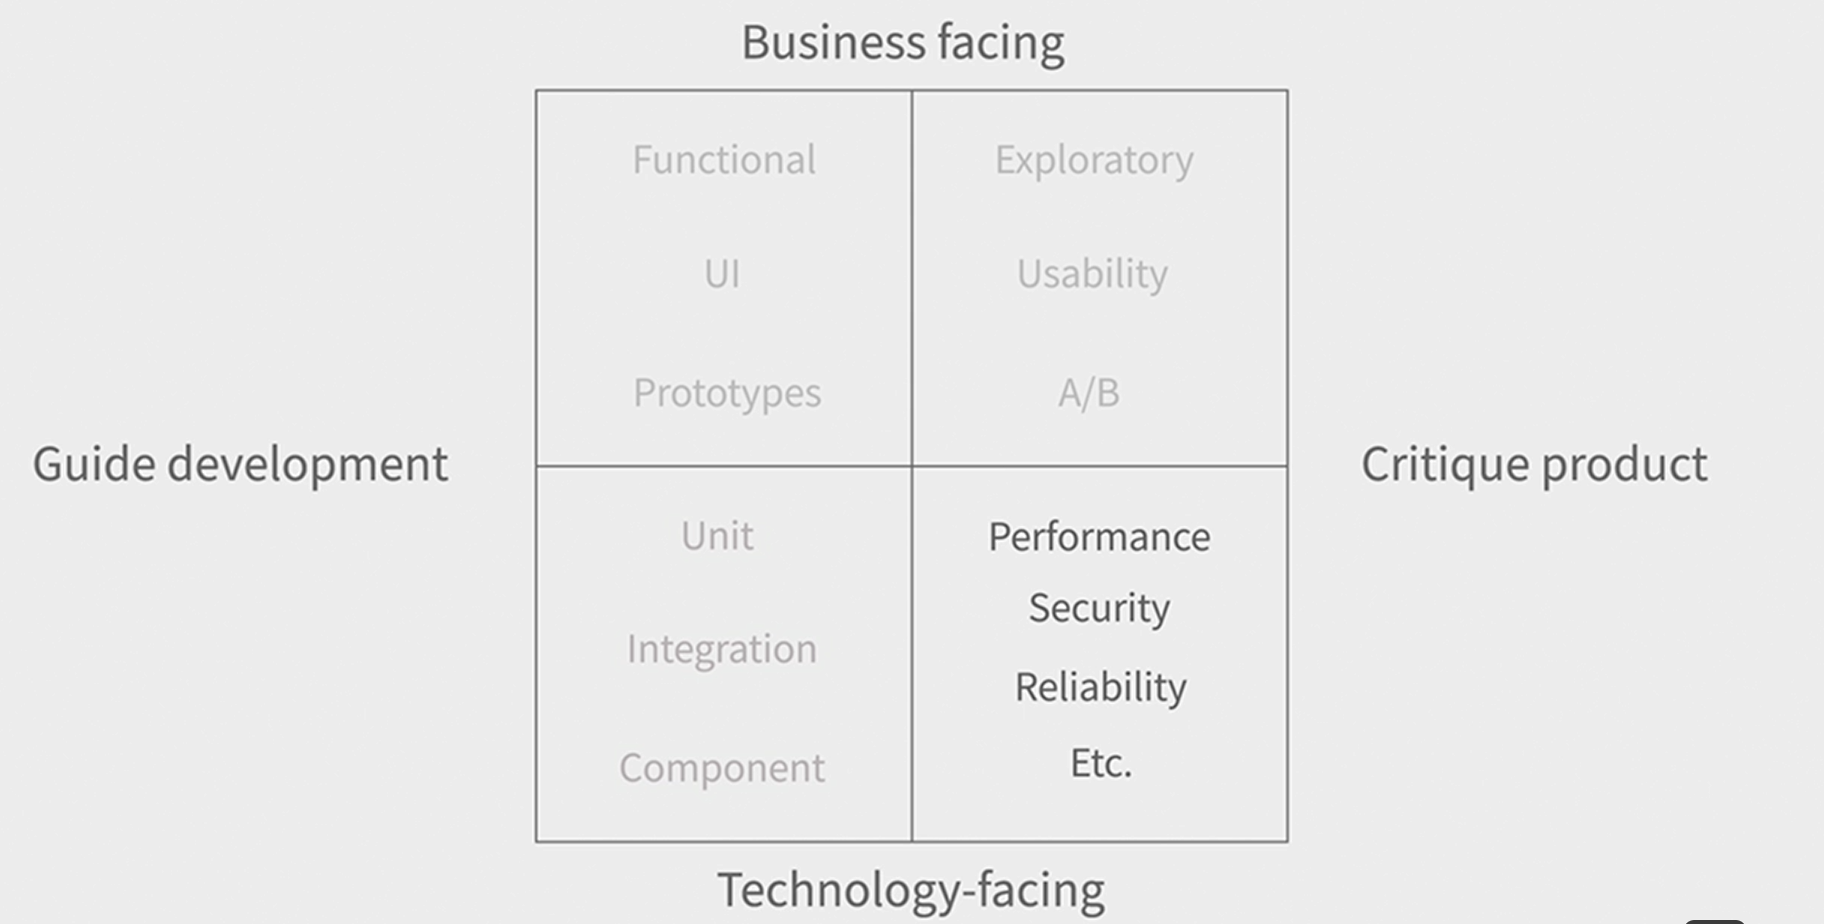 Business facing
Functional
Exploratory
UI
Usability
Prototypes
A/B
Guide development
Critique product
Unit
Performance
Security
Integration
Reliability
Component
Etc.
Technology-facing